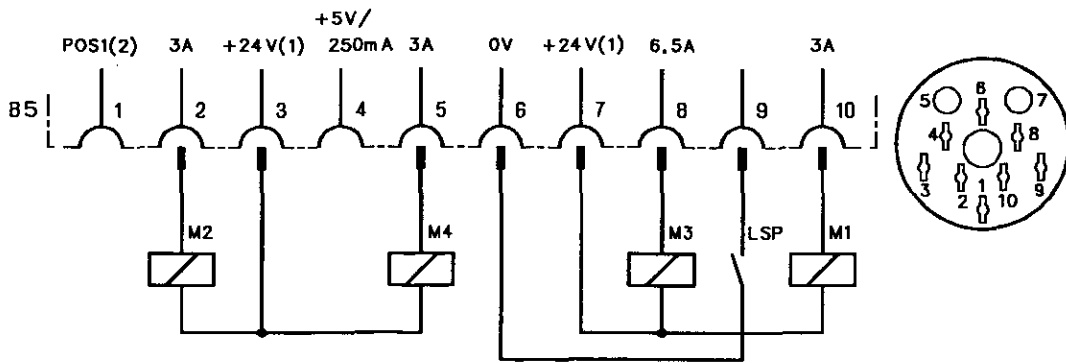 +5V/
POS1(2) 3A +24V(1) 250mA 3A 0V +24V(1) 6.5A 3A
B5 1 2 3 4 5 6 7 8 9 10
M2 M4 M3 LSP M1
5 6 7
4 8
3 2 1 10 9